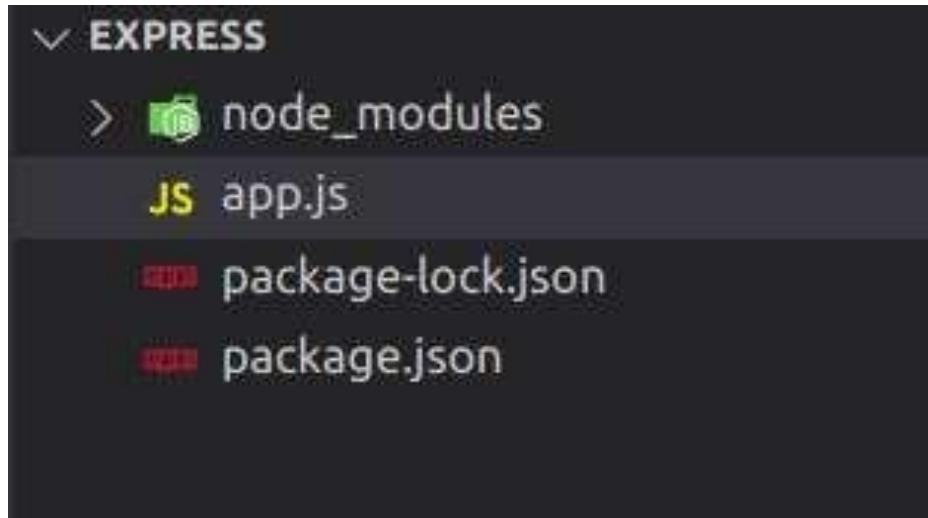 EXPRESS
node_modules
JS app.js
package-lock.json
package.json